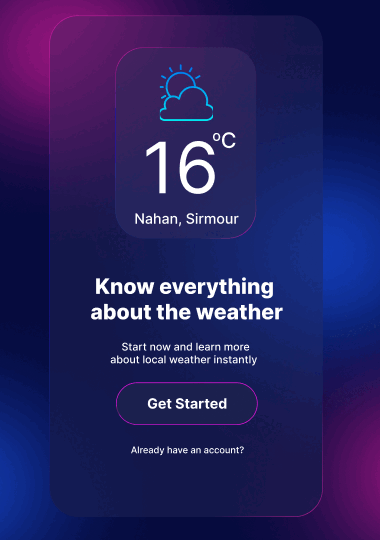 16°C
Nahan, Sirmour
Know everything
about the weather
Start now and learn more
about local weather instantly
Get Started
Already have an account?